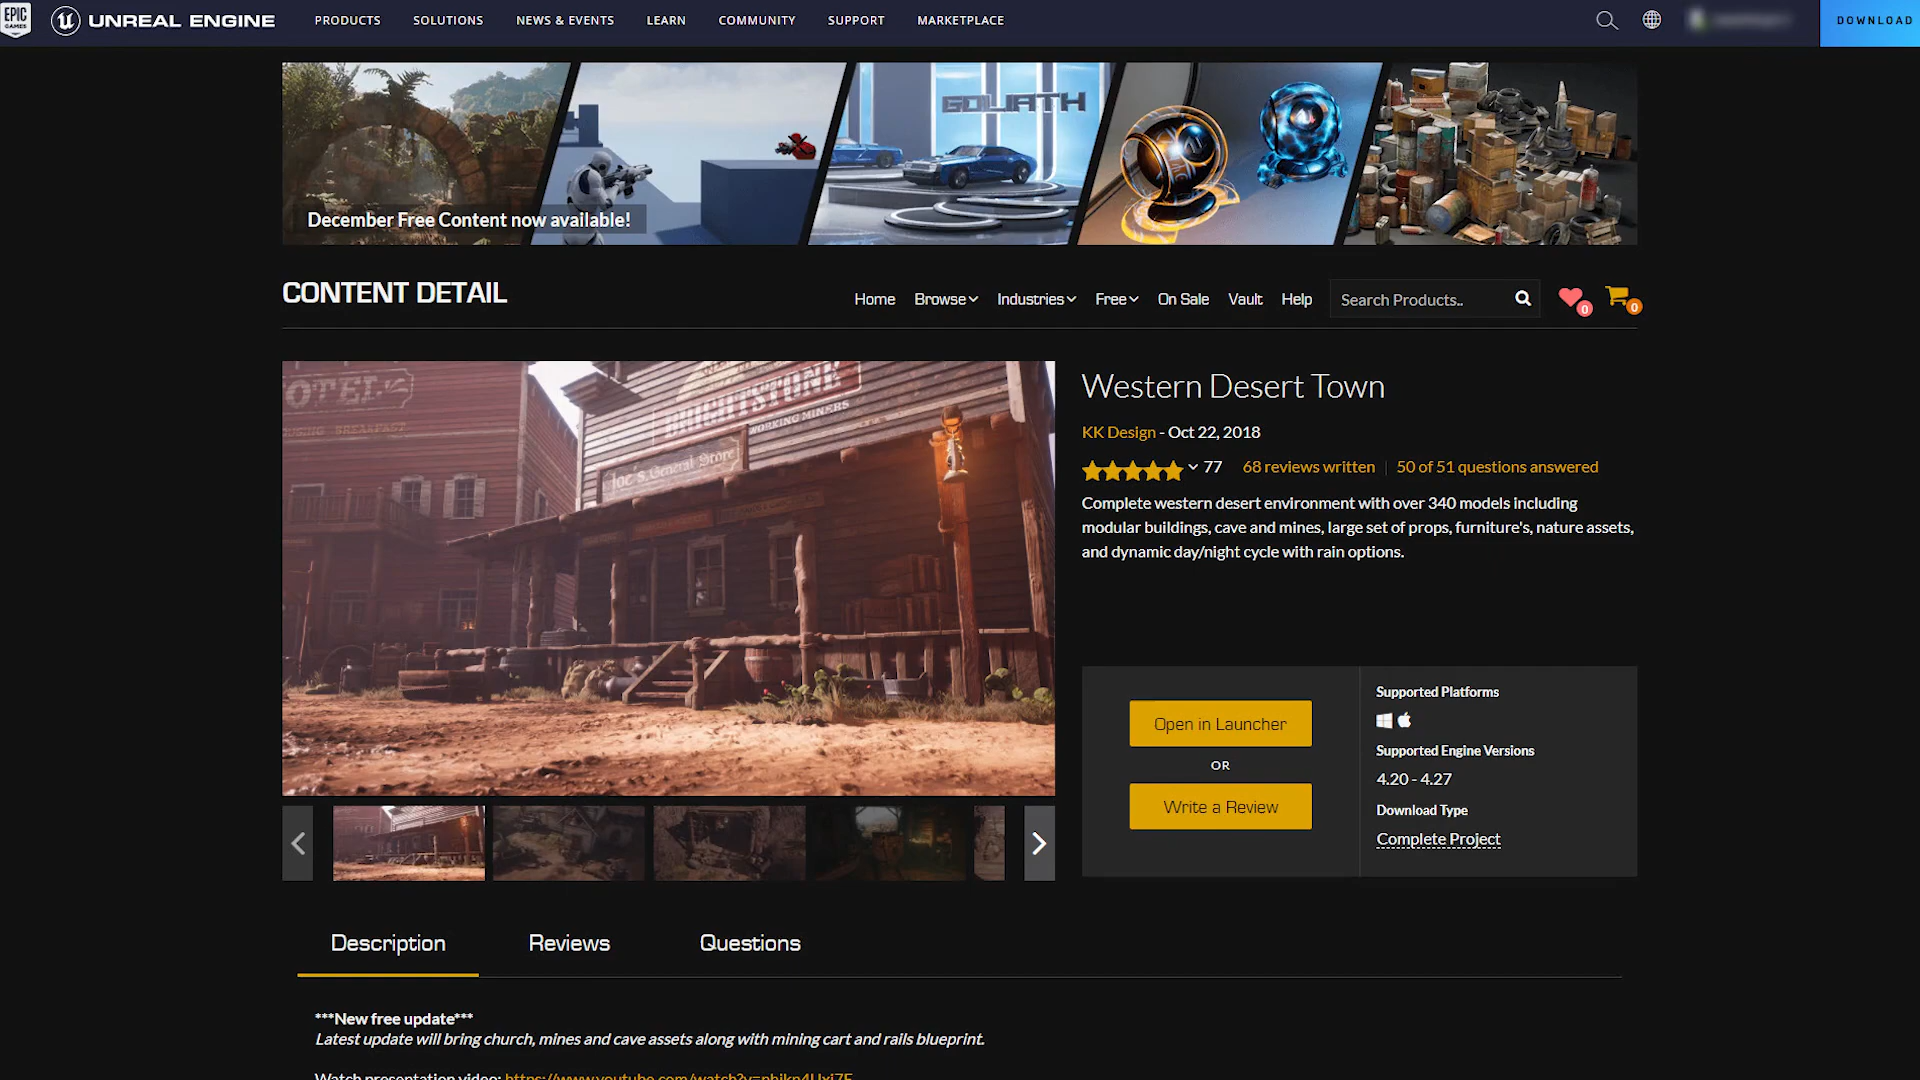 EPIC GAMES
UNREAL ENGINE PRODUCTS SOLUTIONS NEWS & EVENTS LEARN COMMUNITY SUPPORT MARKETPLACE DOWNLOAD
GOLIATH
December Free Content now available!
CONTENT DETAIL
Home Browse Industries Free On Sale Vault Help Search Products.. 0 0
OTEL
BREAKFAST
BRIGHTSTONE
WORKING MINERS
Joe's General Store
Western Desert Town
KK Design - Oct 22, 2018
77 68 reviews written | 50 of 51 questions answered
Complete western desert environment with over 340 models including
modular buildings, cave and mines, large set of props, furniture's, nature assets,
and dynamic day/night cycle with rain options.
Open in Launcher
OR
Write a Review
Supported Platforms
Supported Engine Versions
4.20 - 4.27
Download Type
Complete Project
Description Reviews Questions
***New free update***
Latest update will bring church, mines and cave assets along with mining cart and rails blueprint.
Watch presentation video: